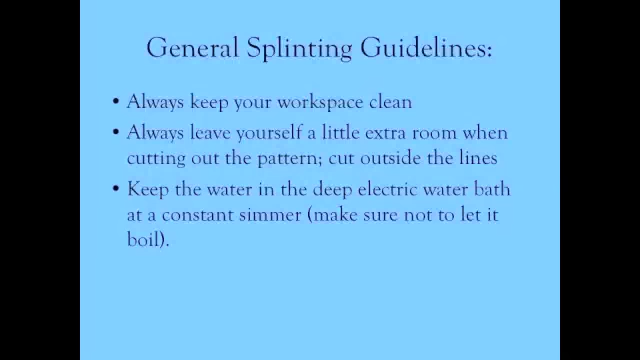 General Splinting Guidelines:
• Always keep your workspace clean
• Always leave yourself a little extra room when
cutting out the pattern; cut outside the lines
• Keep the water in the deep electric water bath
at a constant simmer (make sure not to let it
boil).